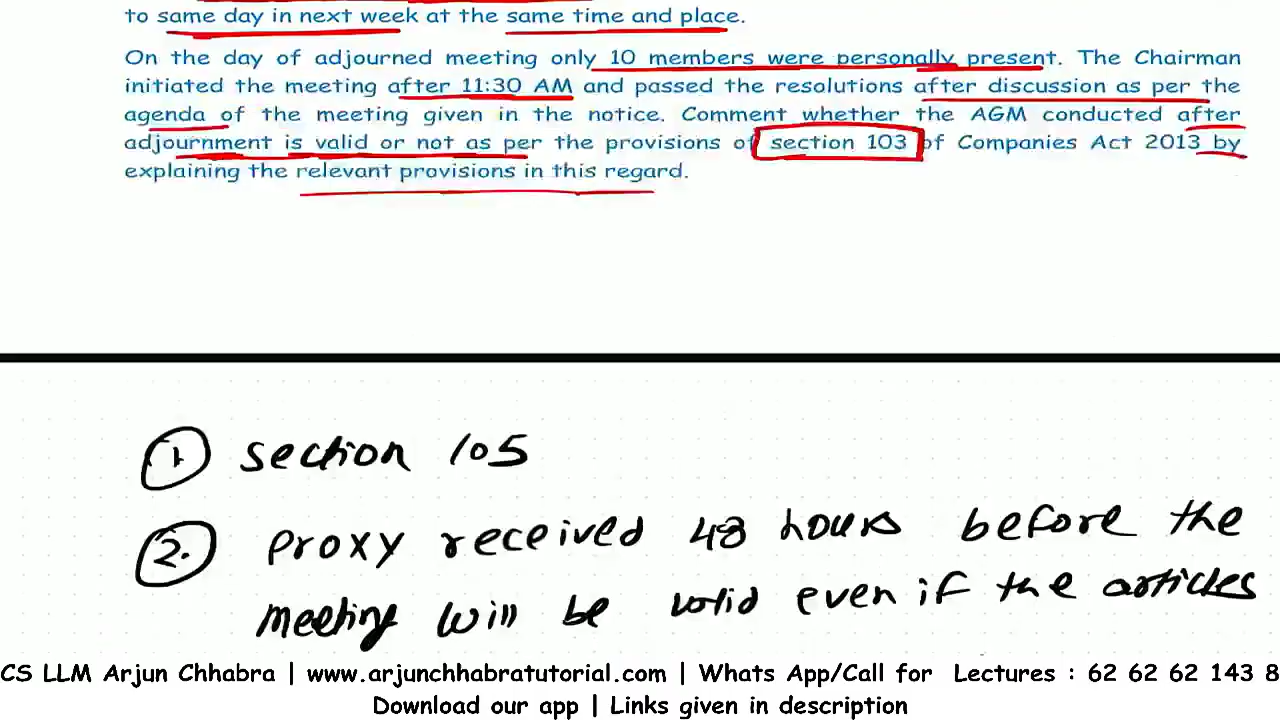 to same day in next week at the same time and place.
On the day of adjourned meeting only 10 members were personally present. The Chairman
initiated the meeting after 11:30 AM and passed the resolutions after discussion as per the
agenda of the meeting given in the notice. Comment whether the AGM conducted after
adjournment is valid or not as per the provisions of section 103 of Companies Act 2013 by
explaining the relevant provisions in this regard.
1. section 105
2. Proxy received 48 hours before the
meeting will be valid even if the articles
CS LLM Arjun Chhabra | www.arjunchhabratutorial.com | Whats App/Call for Lectures : 62 62 62 143 8
Download our app | Links given in description